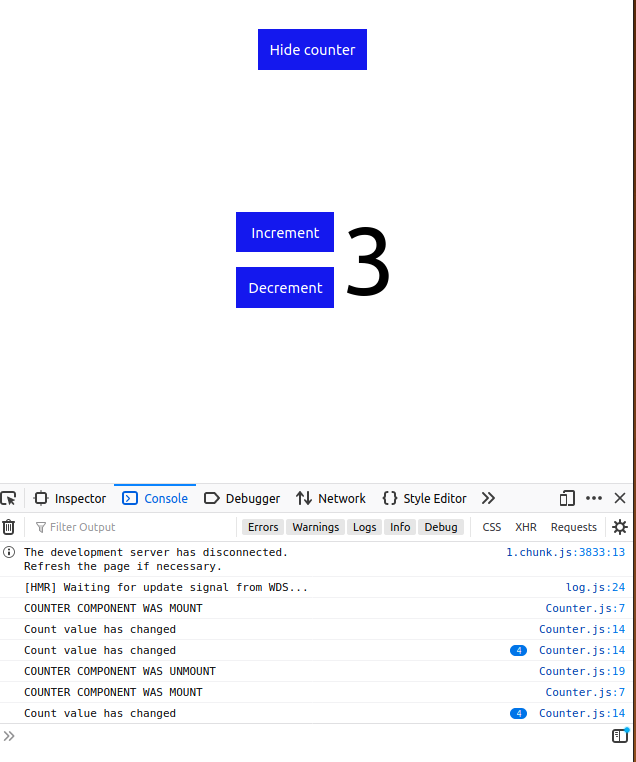 Hide counter
Increment
3
Decrement
Inspector Console Debugger Network Style Editor
Filter Output Errors Warnings Logs Info Debug CSS XHR Requests
The development server has disconnected. 1.chunk.js:3833:13
Refresh the page if necessary.
[HMR] Waiting for update signal from WDS... log.js:24
COUNTER COMPONENT WAS MOUNT Counter.js:7
Count value has changed Counter.js:14
Count value has changed 4 Counter.js:14
COUNTER COMPONENT WAS UNMOUNT Counter.js:19
COUNTER COMPONENT WAS MOUNT Counter.js:7
Count value has changed 4 Counter.js:14